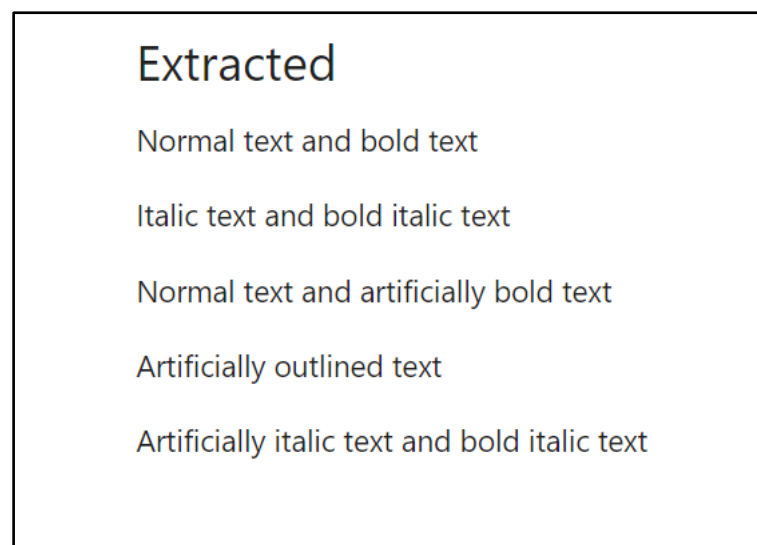 Extracted
Normal text and bold text
Italic text and bold italic text
Normal text and artificially bold text
Artificially outlined text
Artificially italic text and bold italic text